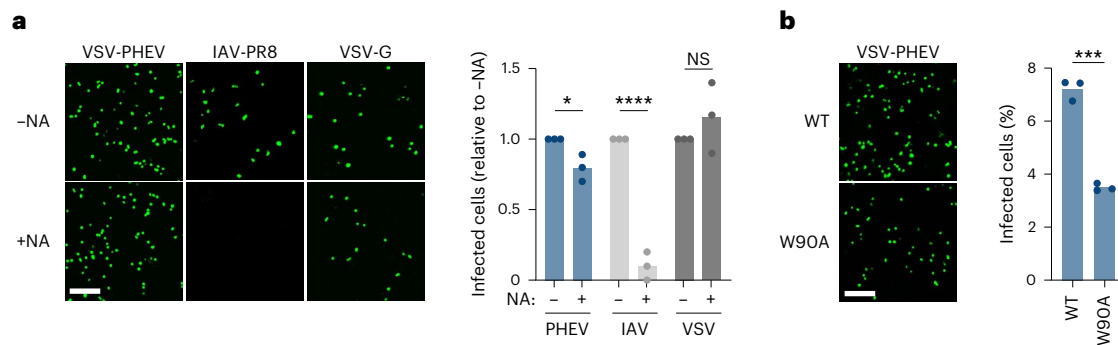 a
VSV-PHEV IAV-PR8 VSV-G
–NA
+NA
Infected cells (relative to –NA)
1.5
1.0
0.5
0
* **** NS
NA: – + – + – +
PHEV IAV VSV
b
VSV-PHEV
WT
W90A
Infected cells (%)
8
6
4
2
0
***
WT
W90A